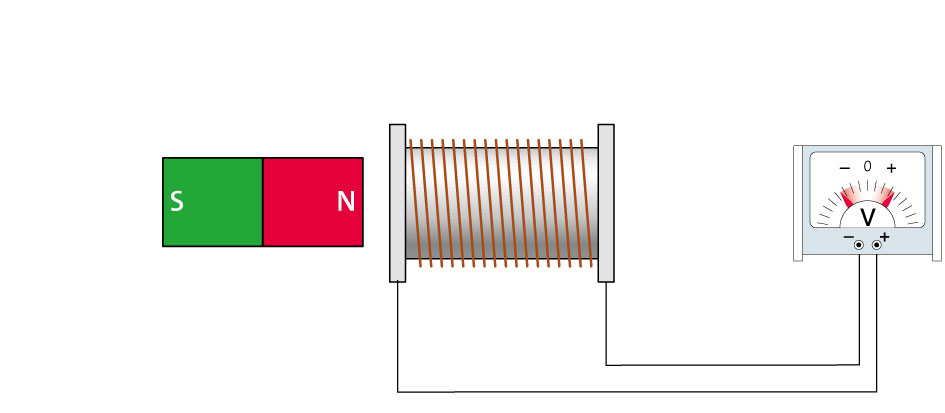 S N
− 0 +
V
− +